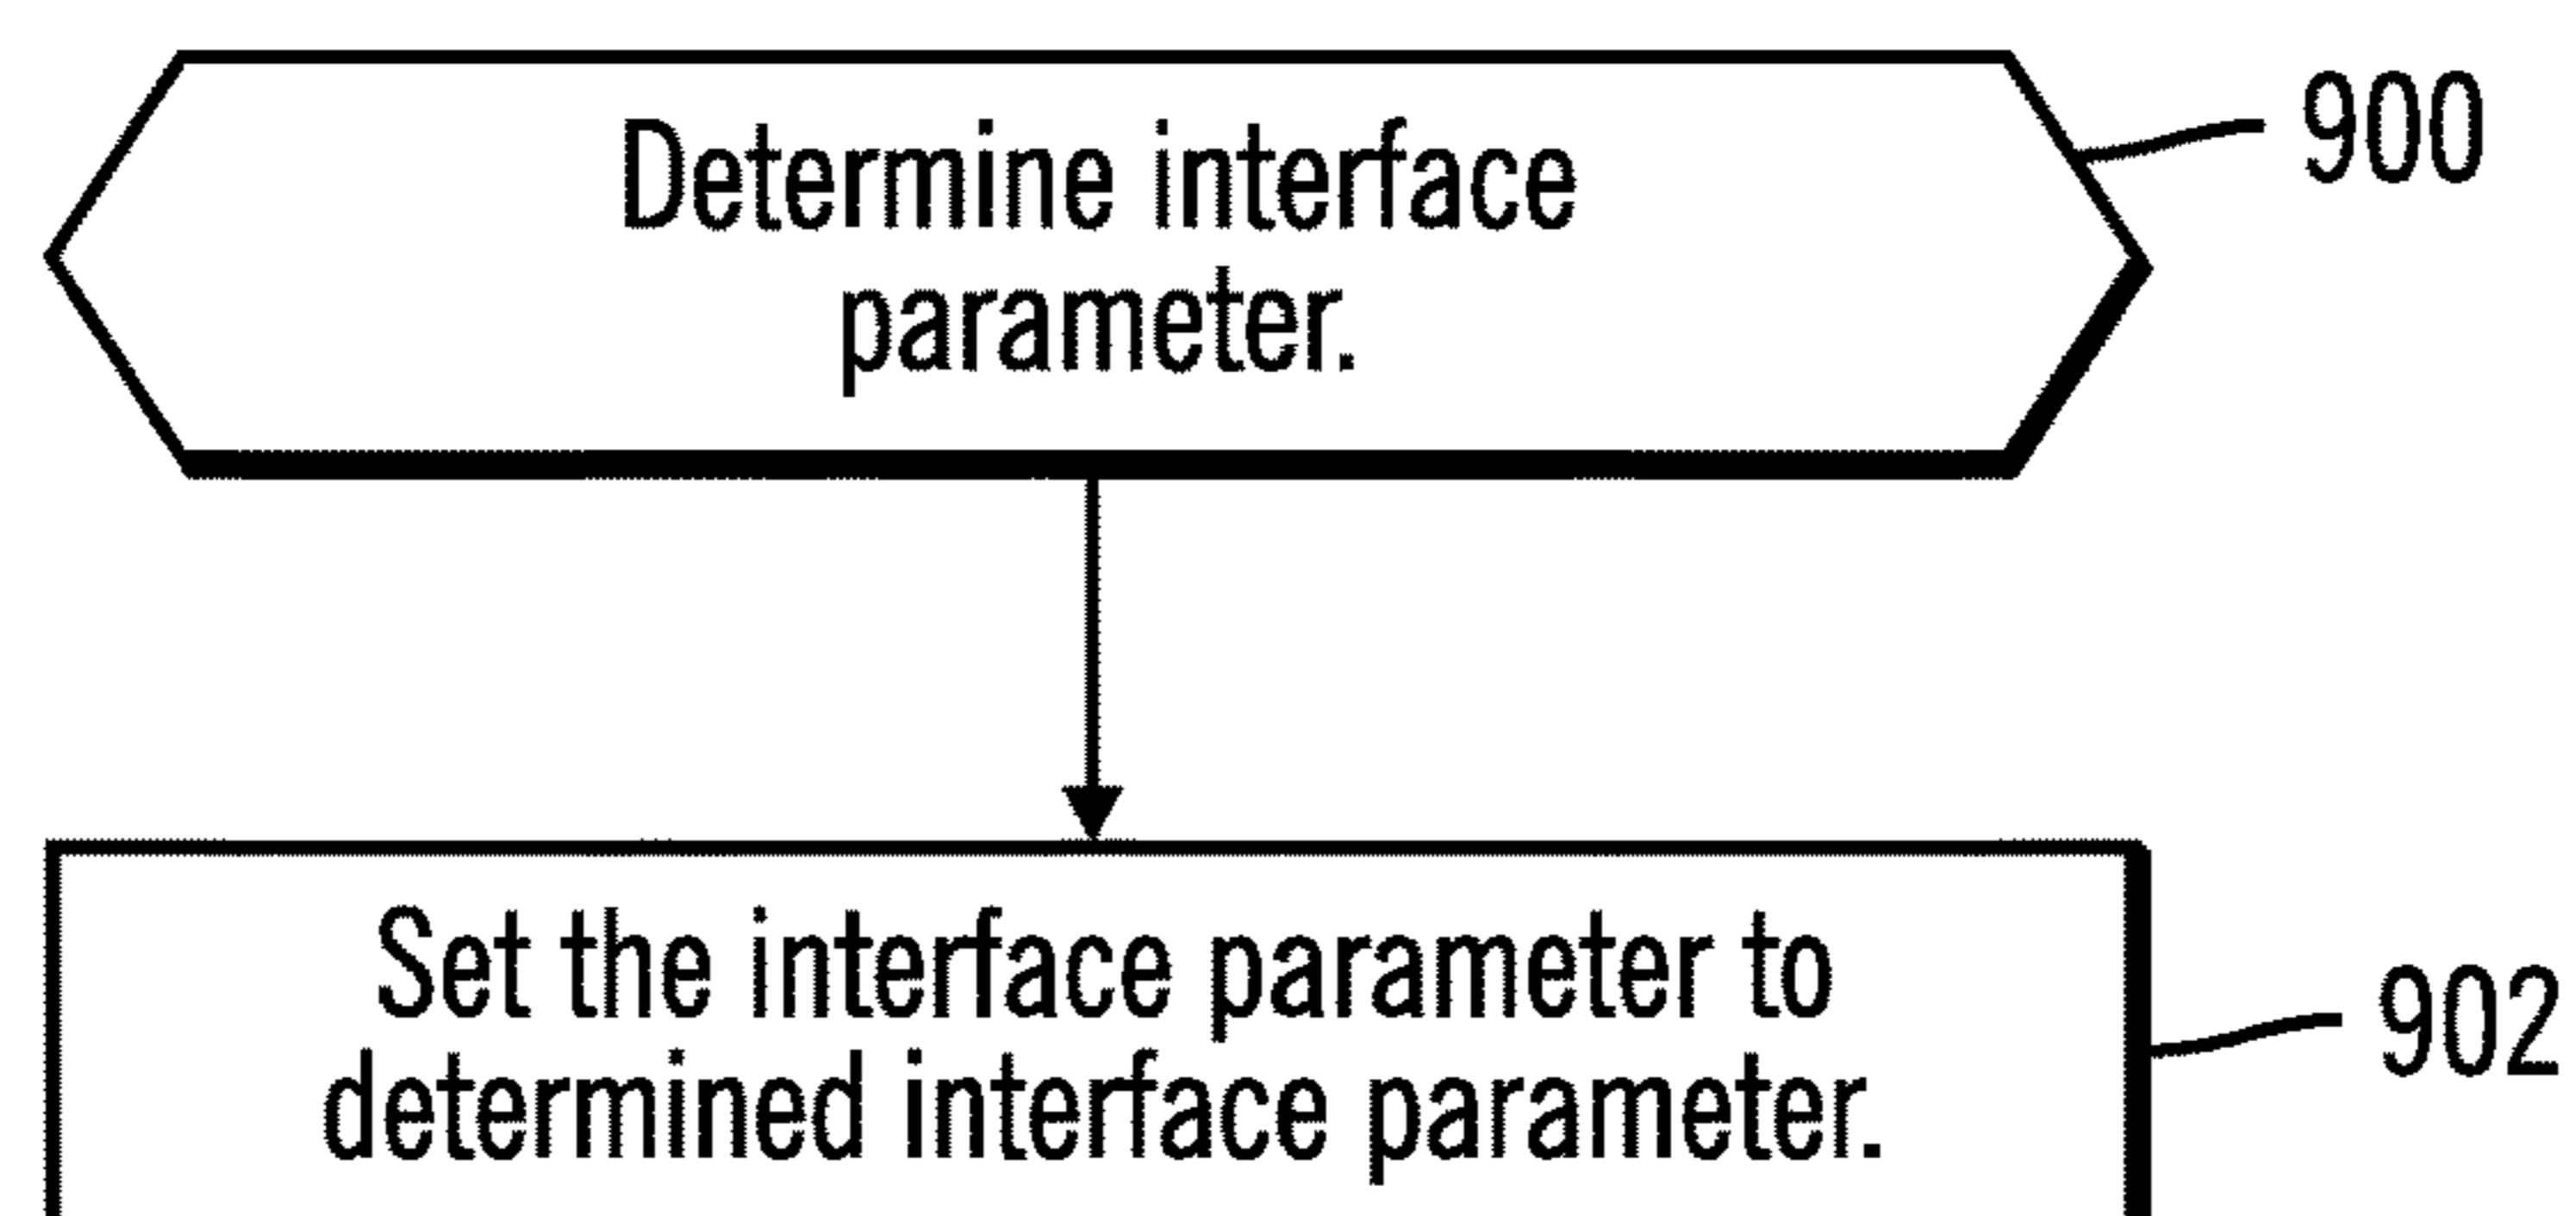 Determine interface
parameter.
900
Set the interface parameter to
determined interface parameter.
902